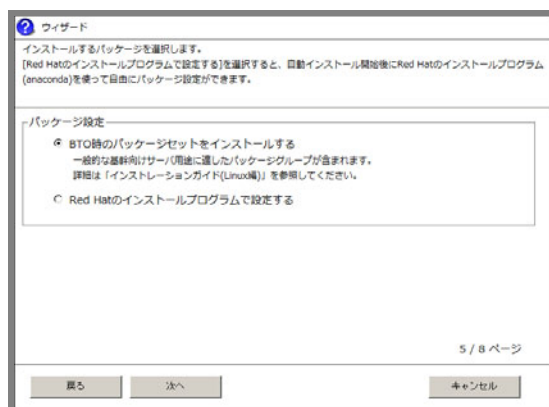 ウィザード
インストールするパッケージを選択します。
[Red Hatのインストールプログラムで設定する]を選択すると、自動インストール開始後にRed Hatのインストールプログラム
(anaconda)を使って自由にパッケージ設定ができます。
パッケージ設定
BTO時のパッケージセットをインストールする
一般的な基幹向けサーバ用途に適したパッケージグループが含まれます。
詳細は「インストレーションガイド(Linux編)」を参照してください。
Red Hatのインストールプログラムで設定する
5 / 8 ページ
戻る 次へ キャンセル